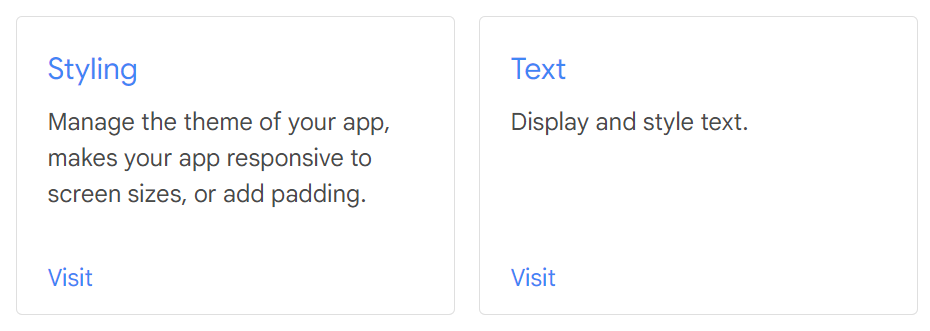 Styling
Manage the theme of your app,
makes your app responsive to
screen sizes, or add padding.
Visit
Text
Display and style text.
Visit